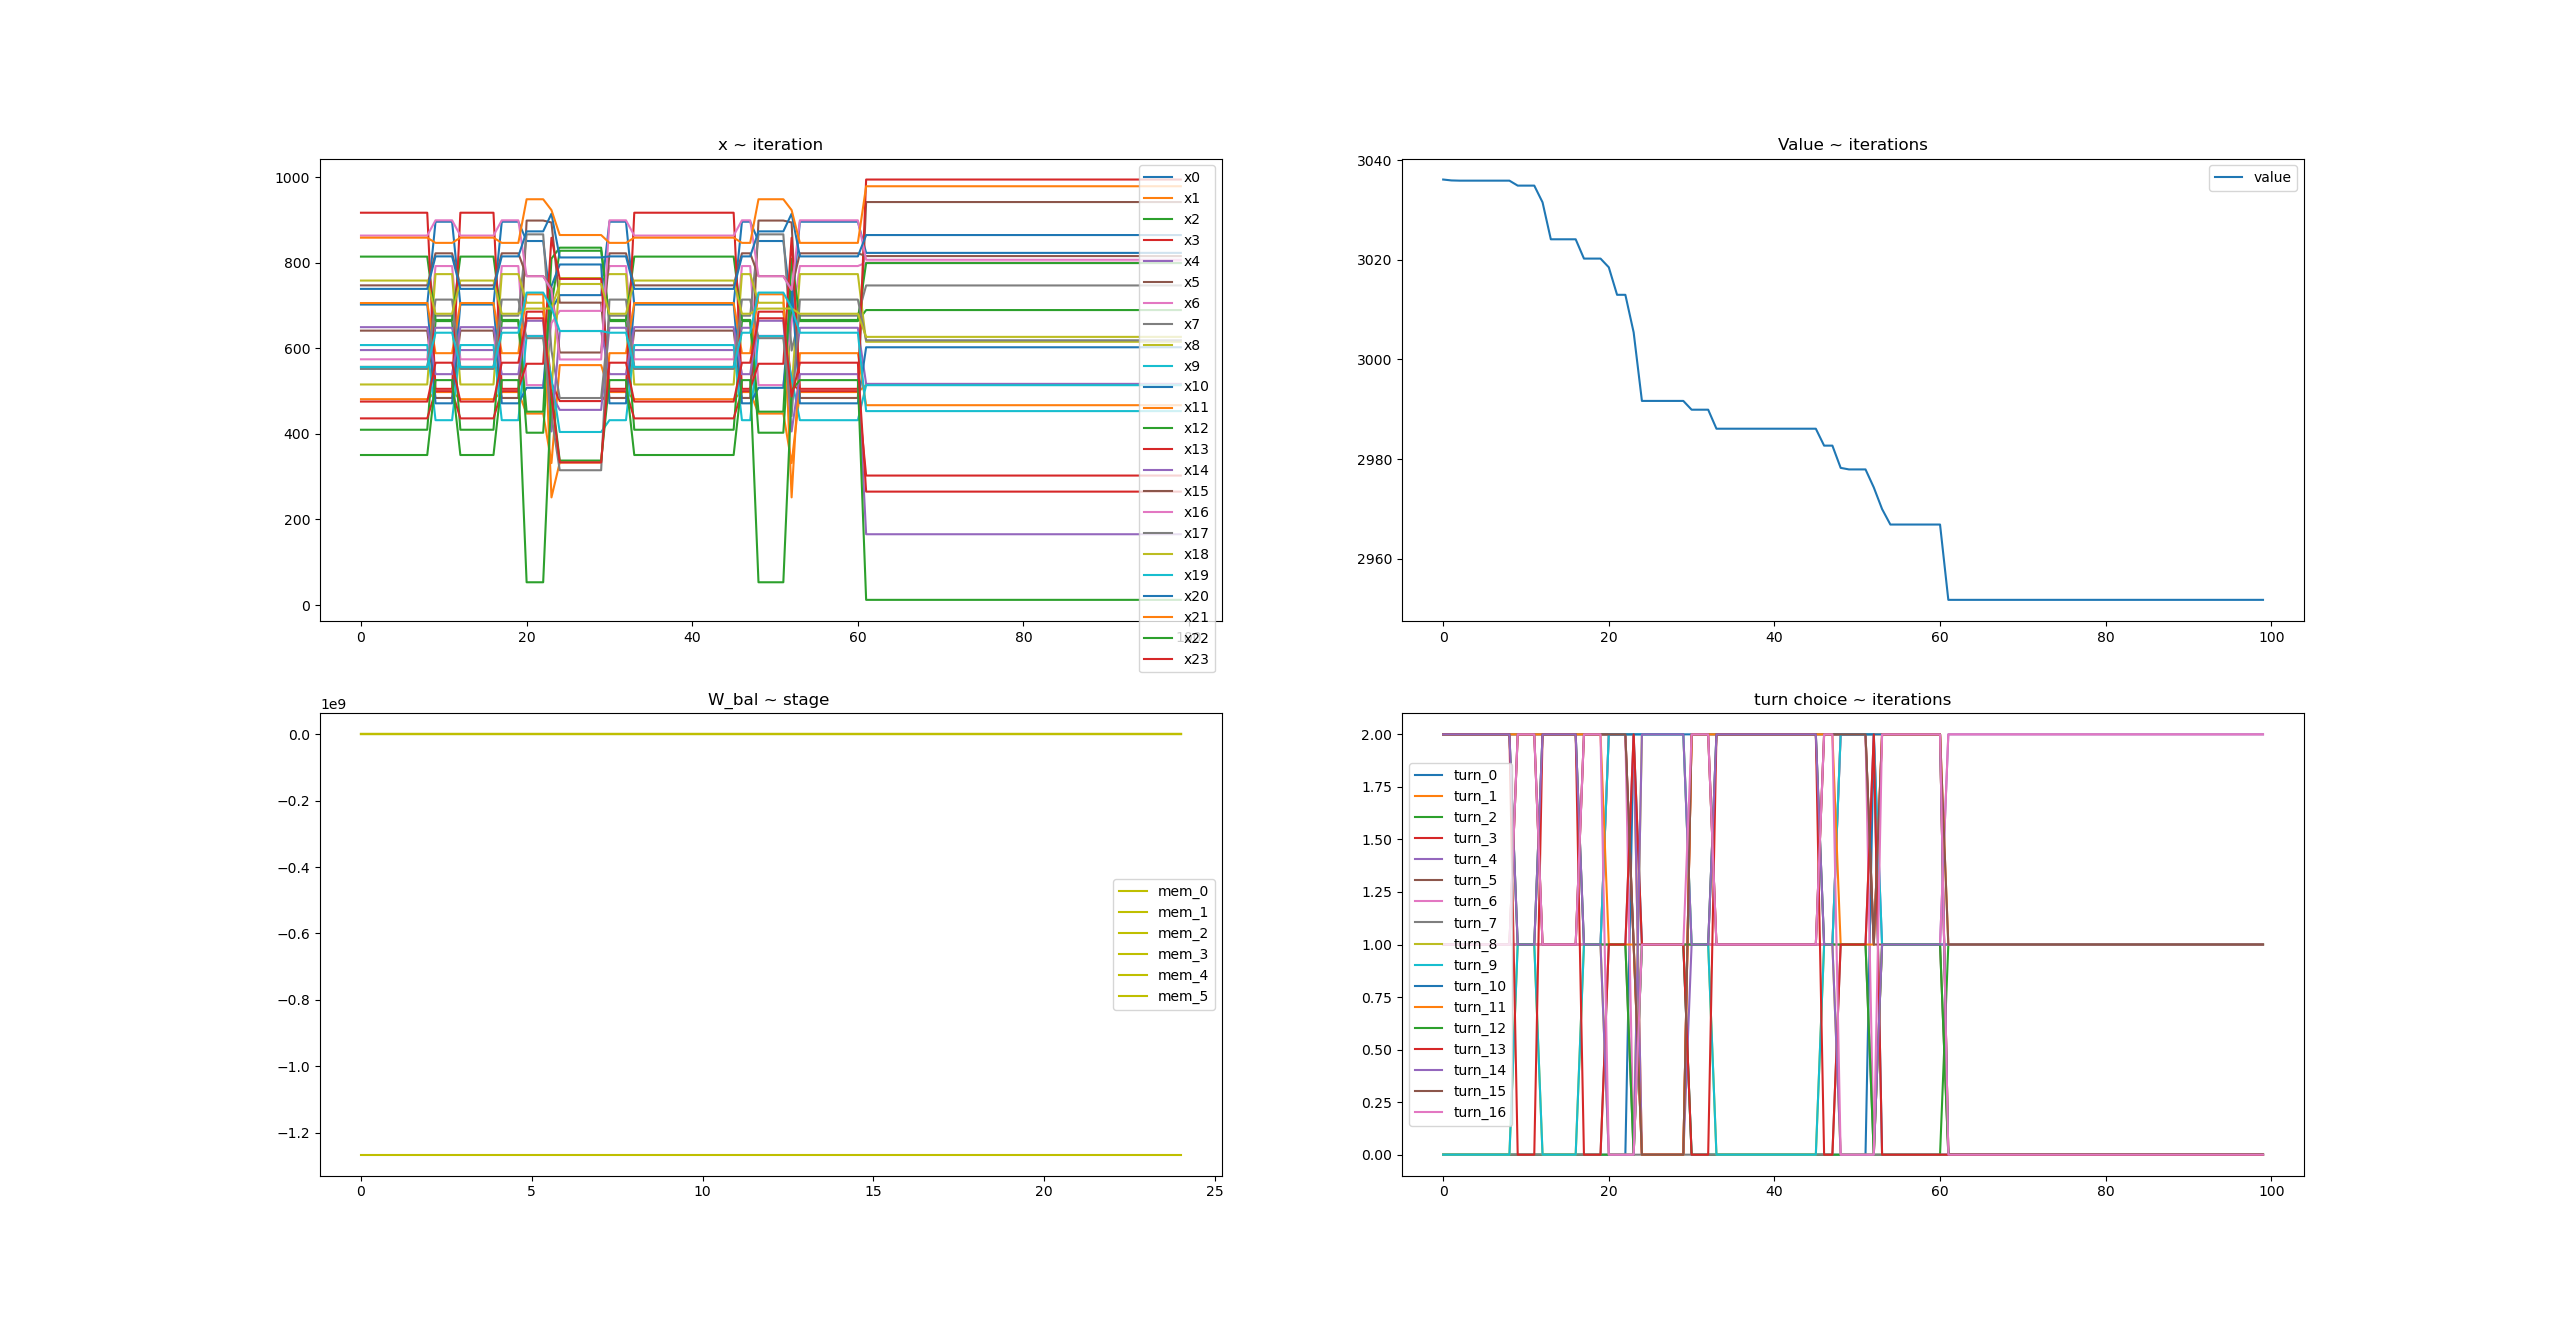 x ~ iteration
1000
800
600
400
200
0
0
20
40
60
80
x0
x1
x2
x3
x4
x5
x6
x7
x8
x9
x10
x11
x12
x13
x14
x15
x16
x17
x18
x19
x20
x21
x22
x23
Value ~ iterations
3040
3020
3000
2980
2960
0
20
40
60
80
100
value
W_bal ~ stage
1e9
0.0
−0.2
−0.4
−0.6
−0.8
−1.0
−1.2
0
5
10
15
20
25
mem_0
mem_1
mem_2
mem_3
mem_4
mem_5
turn choice ~ iterations
2.00
1.75
1.50
1.25
1.00
0.75
0.50
0.25
0.00
0
20
40
60
80
100
turn_0
turn_1
turn_2
turn_3
turn_4
turn_5
turn_6
turn_7
turn_8
turn_9
turn_10
turn_11
turn_12
turn_13
turn_14
turn_15
turn_16